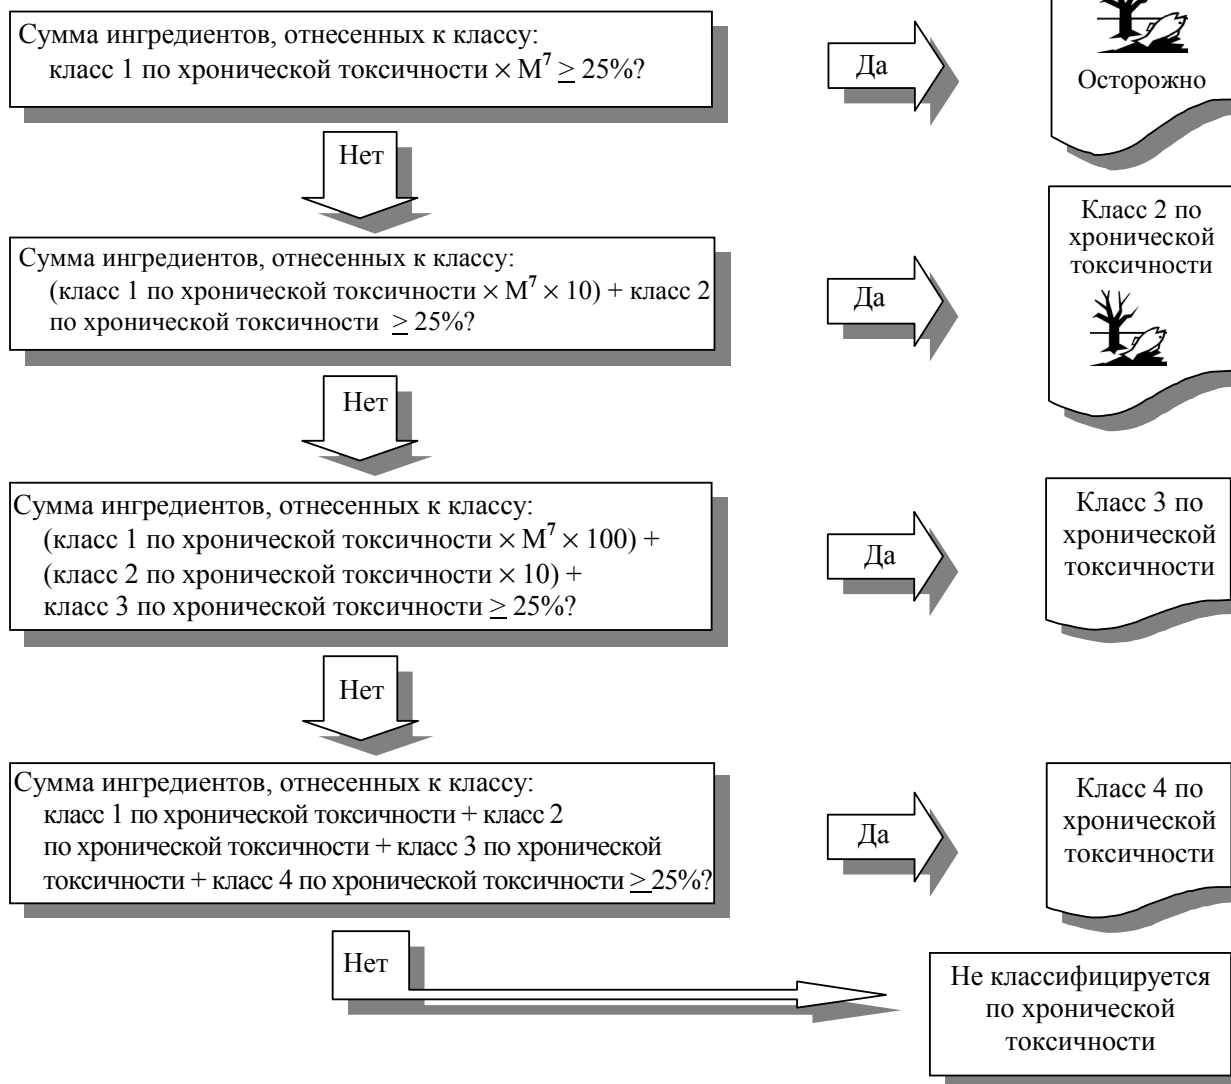 Сумма ингредиентов, отнесенных к классу:
класс 1 по хронической токсичности × M⁷ ≥ 25%?
Да
Осторожно
Нет
Сумма ингредиентов, отнесенных к классу:
(класс 1 по хронической токсичности × M⁷ × 10) + класс 2
по хронической токсичности ≥ 25%?
Да
Класс 2 по
хронической
токсичности
Нет
Сумма ингредиентов, отнесенных к классу:
(класс 1 по хронической токсичности × M⁷ × 100) +
(класс 2 по хронической токсичности × 10) +
класс 3 по хронической токсичности ≥ 25%?
Да
Класс 3 по
хронической
токсичности
Нет
Сумма ингредиентов, отнесенных к классу:
класс 1 по хронической токсичности + класс 2
по хронической токсичности + класс 3 по хронической
токсичности + класс 4 по хронической токсичности ≥ 25%?
Да
Класс 4 по
хронической
токсичности
Нет
Не классифицируется
по хронической
токсичности